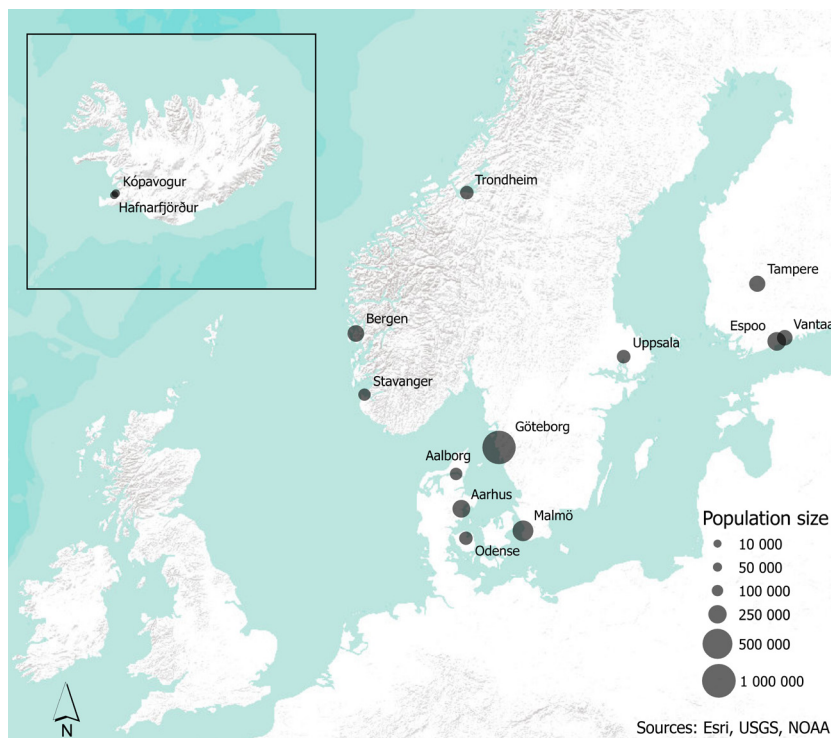 Kópavogur
Hafnarfjörður
Trondheim
Tampere
Bergen
Espoo
Vantaa
Uppsala
Stavanger
Göteborg
Aalborg
Aarhus
Malmö
Odense
Population size
10 000
50 000
100 000
250 000
500 000
1 000 000
N
Sources: Esri, USGS, NOAA